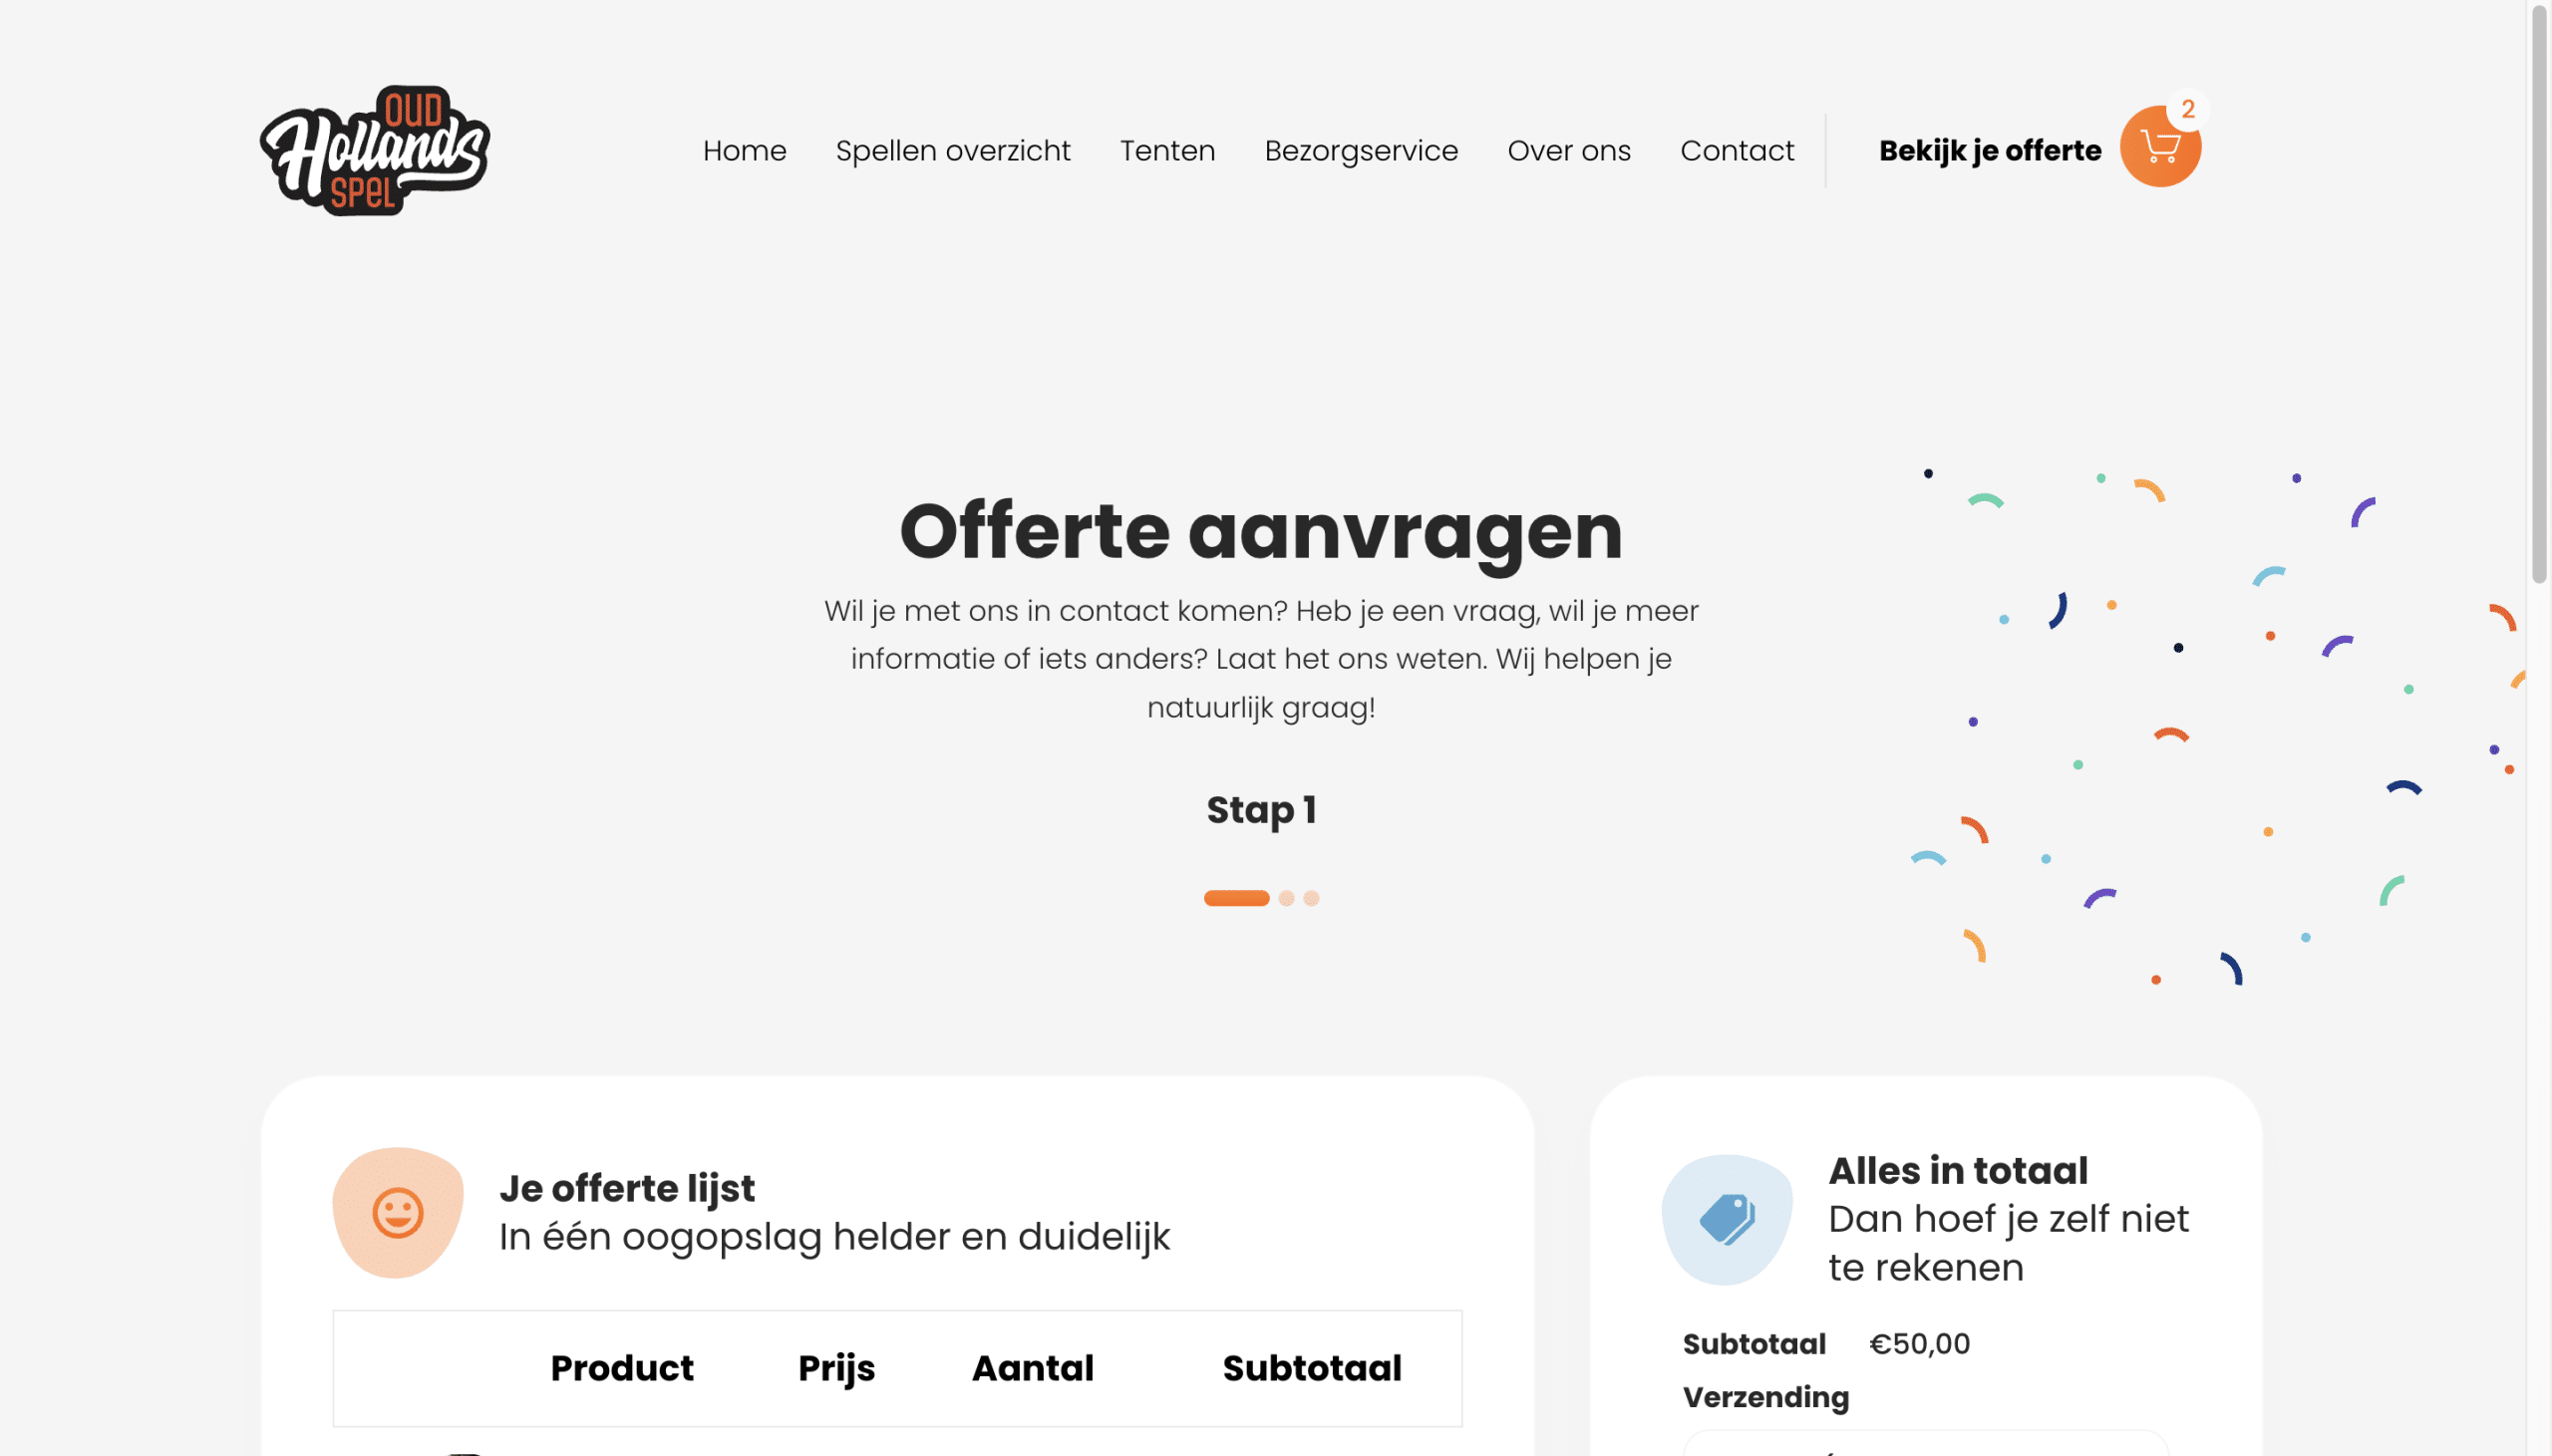 OUD
Hollands
SPEL
Home
Spellen overzicht
Tenten
Bezorgservice
Over ons
Contact
Bekijk je offerte
2
Offerte aanvragen
Wil je met ons in contact komen? Heb je een vraag, wil je meer
informatie of iets anders? Laat het ons weten. Wij helpen je
natuurlijk graag!
Stap 1
Je offerte lijst
In één oogopslag helder en duidelijk
Product
Prijs
Aantal
Subtotaal
Alles in totaal
Dan hoef je zelf niet
te rekenen
Subtotaal €50,00
Verzending